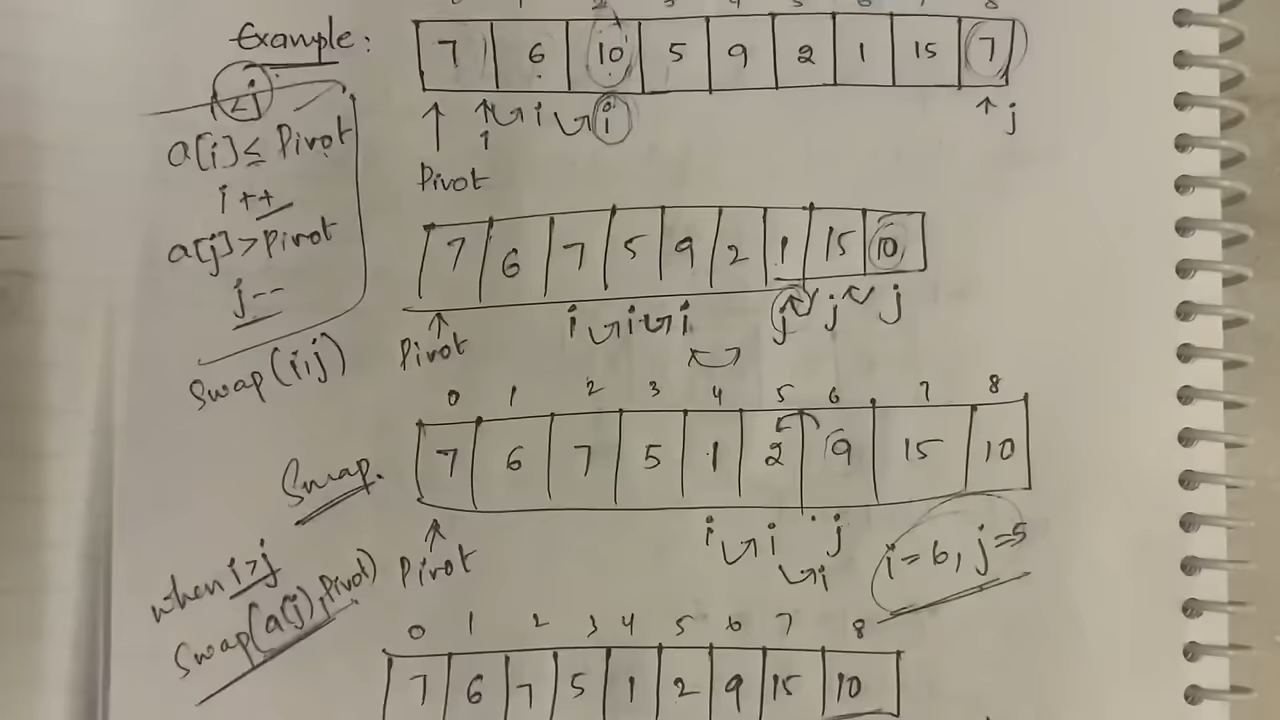 Example:
7 6 10 5 9 2 1 15 7
i<j
a[i]≤ Pivot
i i i j
Pivot
i++
a[j]>Pivot
j--
Swap(i,j)
7 6 7 5 9 2 1 15 10
i i i j j j
Pivot
0 1 2 3 4 5 6 7 8
Swap.
7 6 7 5 1 2 9 15 10
i i j
i
Pivot
i=6, j=5
when i>j
Swap(a[j], Pivot)
0 1 2 3 4 5 6 7 8
7 6 7 5 1 2 9 15 10